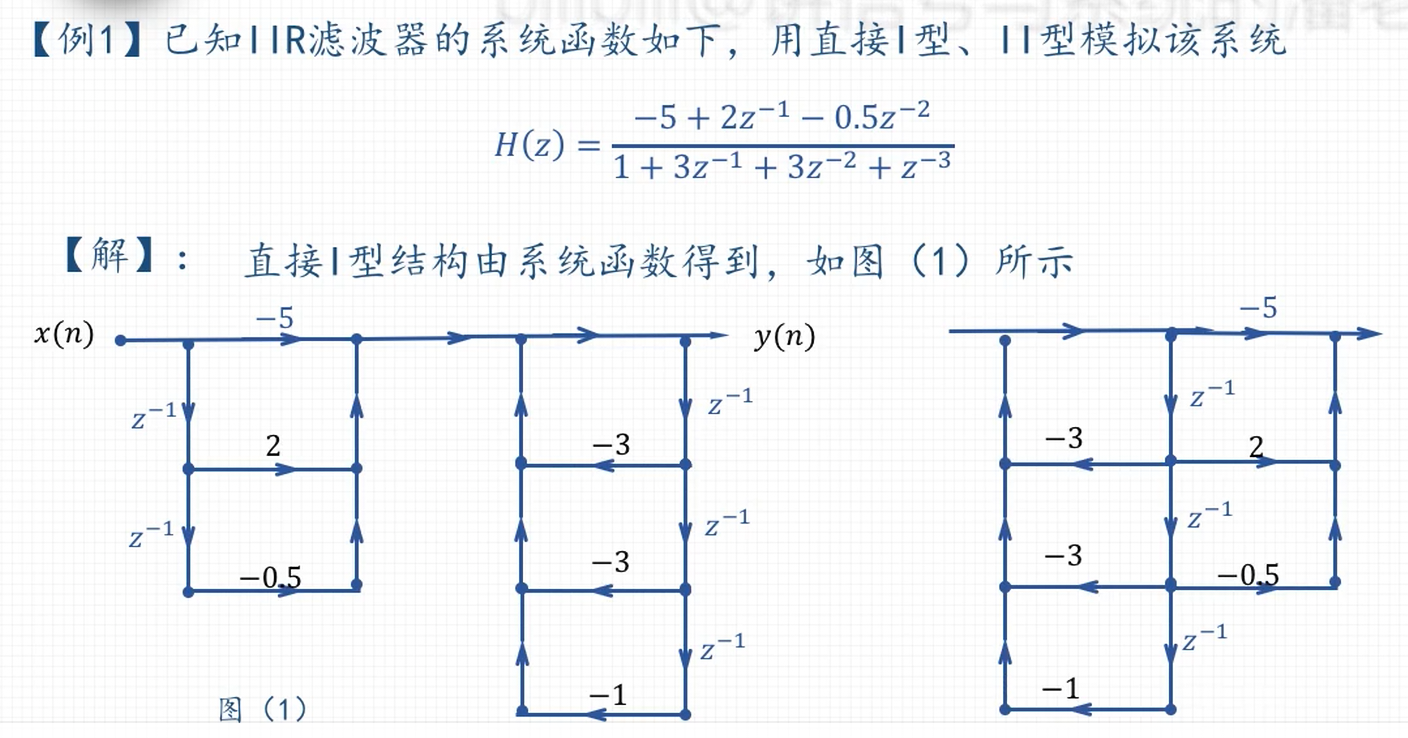 【例1】已知IIR滤波器的系统函数如下，用直接I型、II型模拟该系统
H(z) = \frac{-5 + 2z^{-1} - 0.5z^{-2}}{1 + 3z^{-1} + 3z^{-2} + z^{-3}}
【解】： 直接I型结构由系统函数得到，如图（1）所示
x(n) −5 y(n) −5
z^{-1} z^{-1} z^{-1}
2 −3 −3 2
z^{-1} z^{-1} z^{-1}
−0.5 −3 −3 −0.5
z^{-1} z^{-1}
图（1） −1 −1